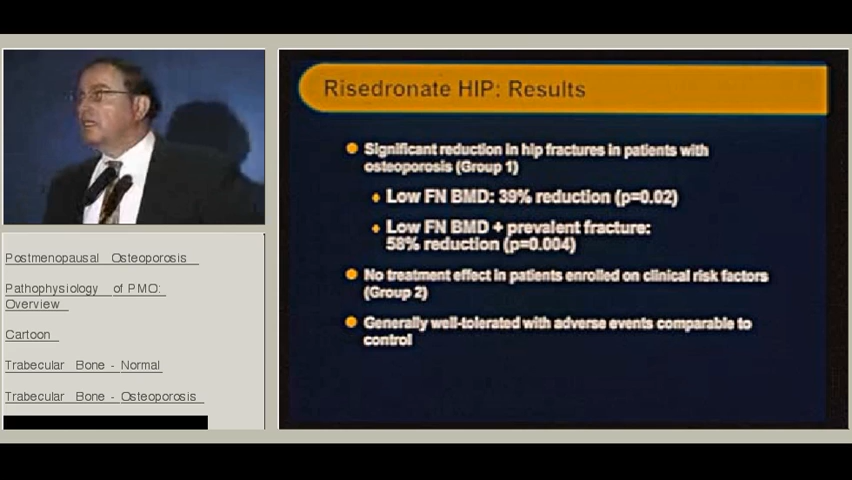 Risedronate HIP: Results
Significant reduction in hip fractures in patients with
osteoporosis (Group 1)
Low FN BMD: 39% reduction (p=0.02)
Low FN BMD + prevalent fracture:
58% reduction (p=0.004)
No treatment effect in patients enrolled on clinical risk factors
(Group 2)
Generally well-tolerated with adverse events comparable to
control
Postmenopausal Osteoporosis
Pathophysiology of PMO:
Overview
Cartoon
Trabecular Bone - Normal
Trabecular Bone - Osteoporosis